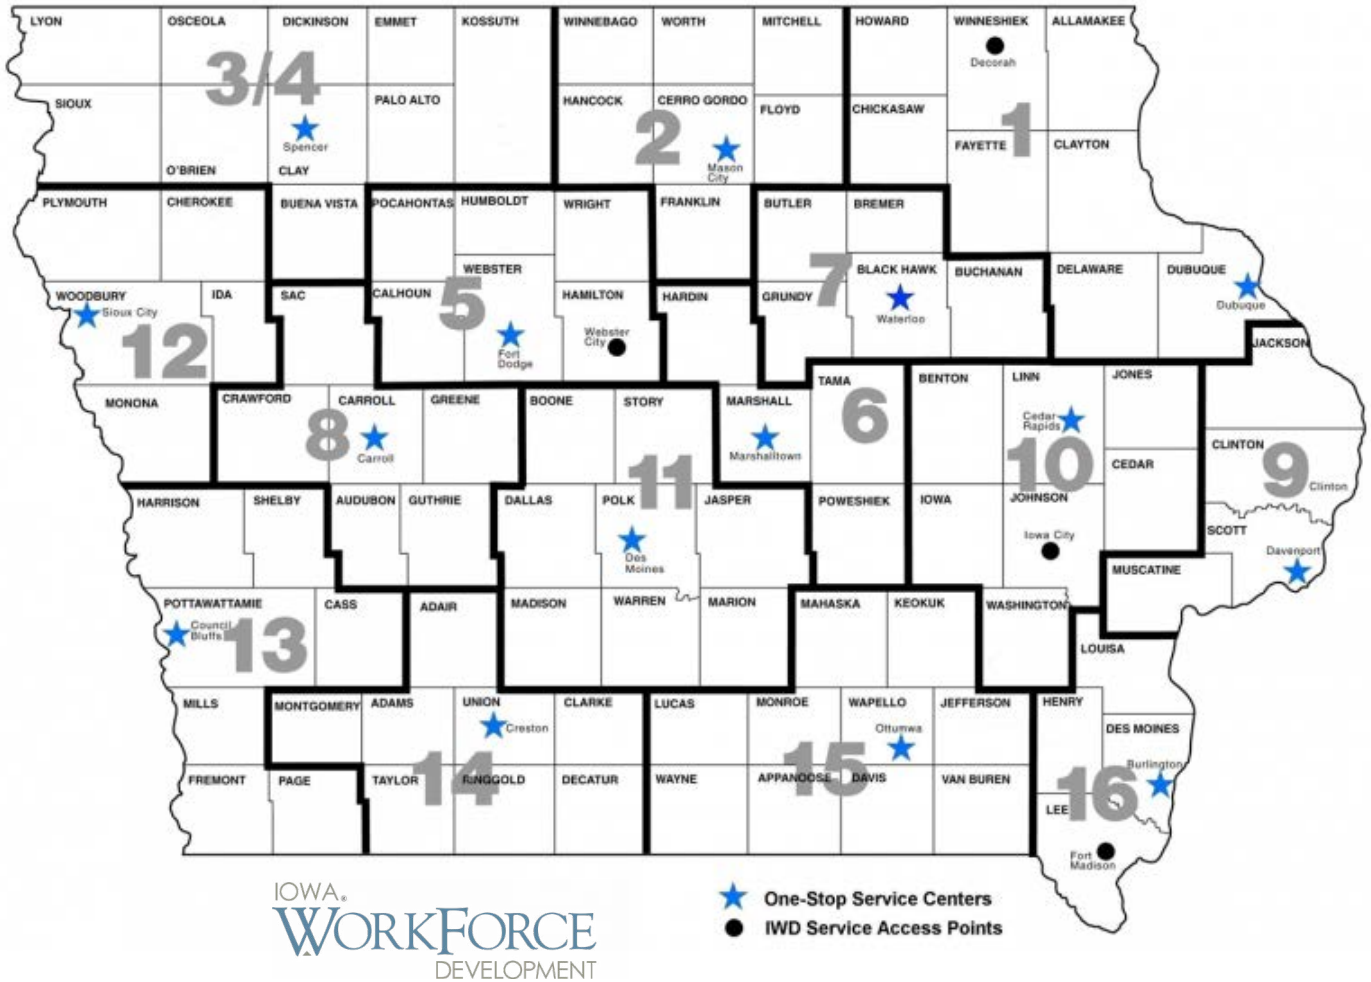 LYON
OSCEOLA
DICKINSON
EMMET
KOSSUTH
WINNEBAGO
WORTH
MITCHELL
HOWARD
WINNESHIEK
ALLAMAKEE
Decorah
3/4
SIOUX
PALO ALTO
HANCOCK
CERRO GORDO
FLOYD
CHICKASAW
2
1
Spencer
Mason
City
FAYETTE
CLAYTON
O'BRIEN
CLAY
PLYMOUTH
CHEROKEE
BUENA VISTA
POCAHONTAS
HUMBOLDT
WRIGHT
FRANKLIN
BUTLER
BREMER
WEBSTER
7
BLACK HAWK
BUCHANAN
DELAWARE
DUBUQUE
WOODBURY
IDA
SAC
CALHOUN
5
HAMILTON
HARDIN
GRUNDY
Dubuque
Sioux City
Waterloo
12
Fort
Dodge
Webster
City
JACKSON
MONONA
CRAWFORD
CARROLL
GREENE
BOONE
STORY
MARSHALL
TAMA
BENTON
LINN
JONES
8
Carroll
6
Cedar
Rapids
Marshalltown
11
10
CEDAR
CLINTON
9
Clinton
HARRISON
SHELBY
AUDUBON
GUTHRIE
DALLAS
POLK
JASPER
POWESHIEK
IOWA
JOHNSON
SCOTT
Des
Moines
Iowa City
Davenport
MUSCATINE
POTTAWATTAMIE
CASS
ADAIR
MADISON
WARREN
MARION
MAHASKA
KEOKUK
WASHINGTON
Council
Bluffs
13
LOUISA
MILLS
MONTGOMERY
ADAMS
UNION
CLARKE
LUCAS
MONROE
WAPELLO
JEFFERSON
HENRY
Creston
Ottumwa
DES MOINES
14
15
Burlington
FREMONT
PAGE
TAYLOR
RINGGOLD
DECATUR
WAYNE
APPANOOSE
DAVIS
VAN BUREN
16
LEE
Fort
Madison
IOWA®
WORKFORCE
DEVELOPMENT
One-Stop Service Centers
IWD Service Access Points